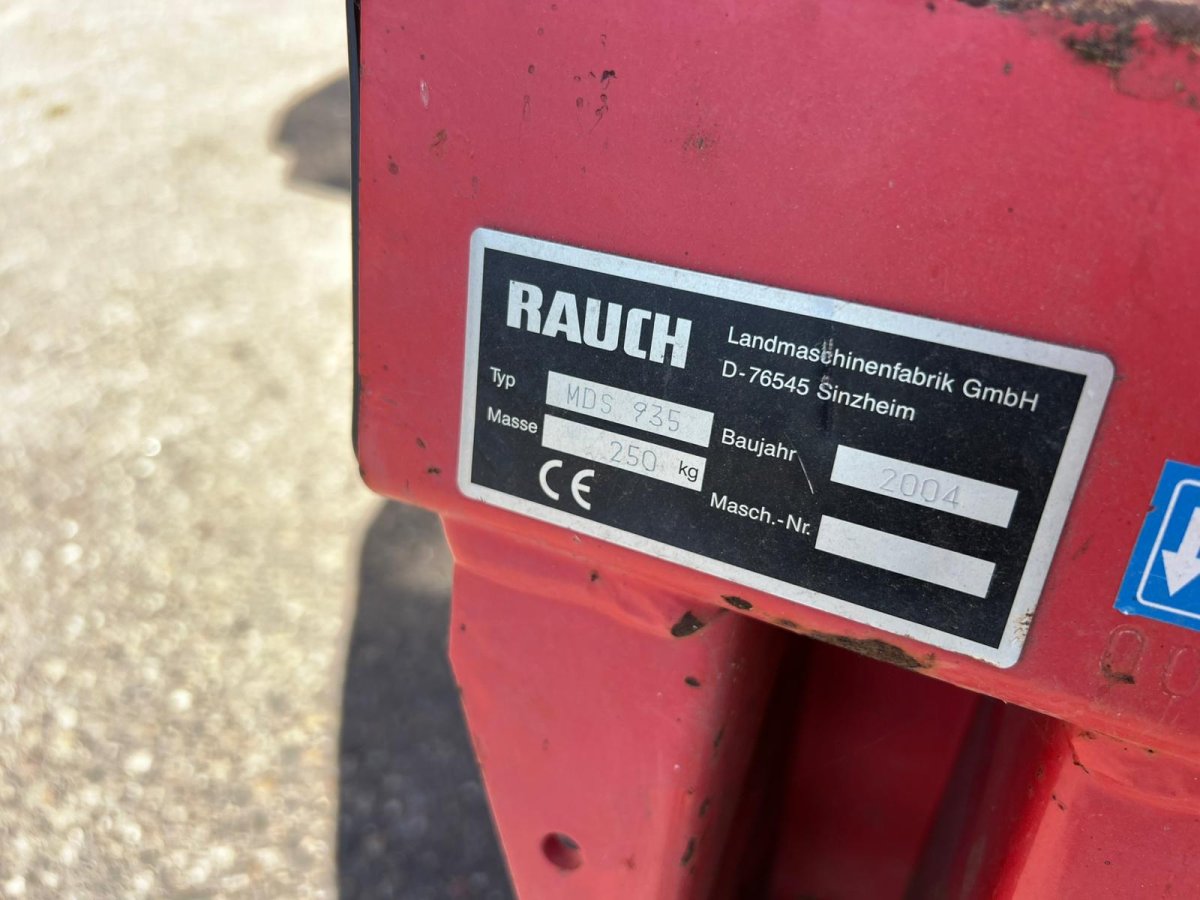 RAUCH
Landmaschinenfabrik GmbH
D-76545 Sinzheim
Typ MDS 935
Masse 250 kg
Baujahr 2004
Masch.-Nr.
CE